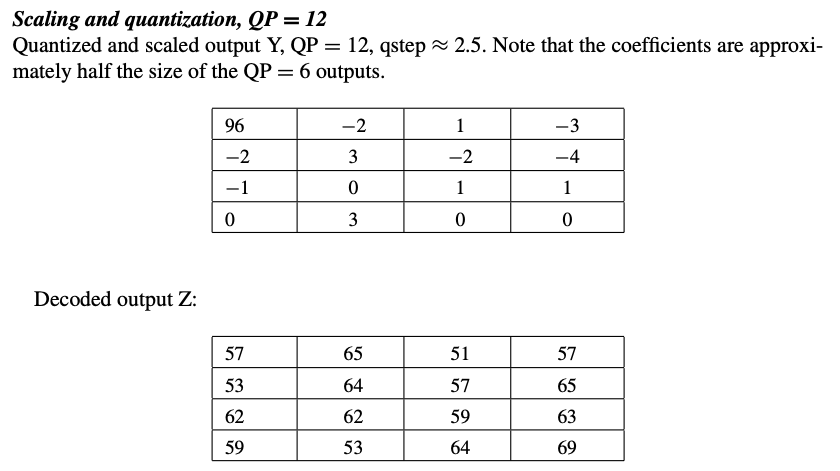 Scaling and quantization, QP = 12
Quantized and scaled output Y, QP = 12, qstep ≈ 2.5. Note that the coefficients are approxi-
mately half the size of the QP = 6 outputs.
96 −2 1 −3
−2 3 −2 −4
−1 0 1 1
0 3 0 0
Decoded output Z:
57 65 51 57
53 64 57 65
62 62 59 63
59 53 64 69